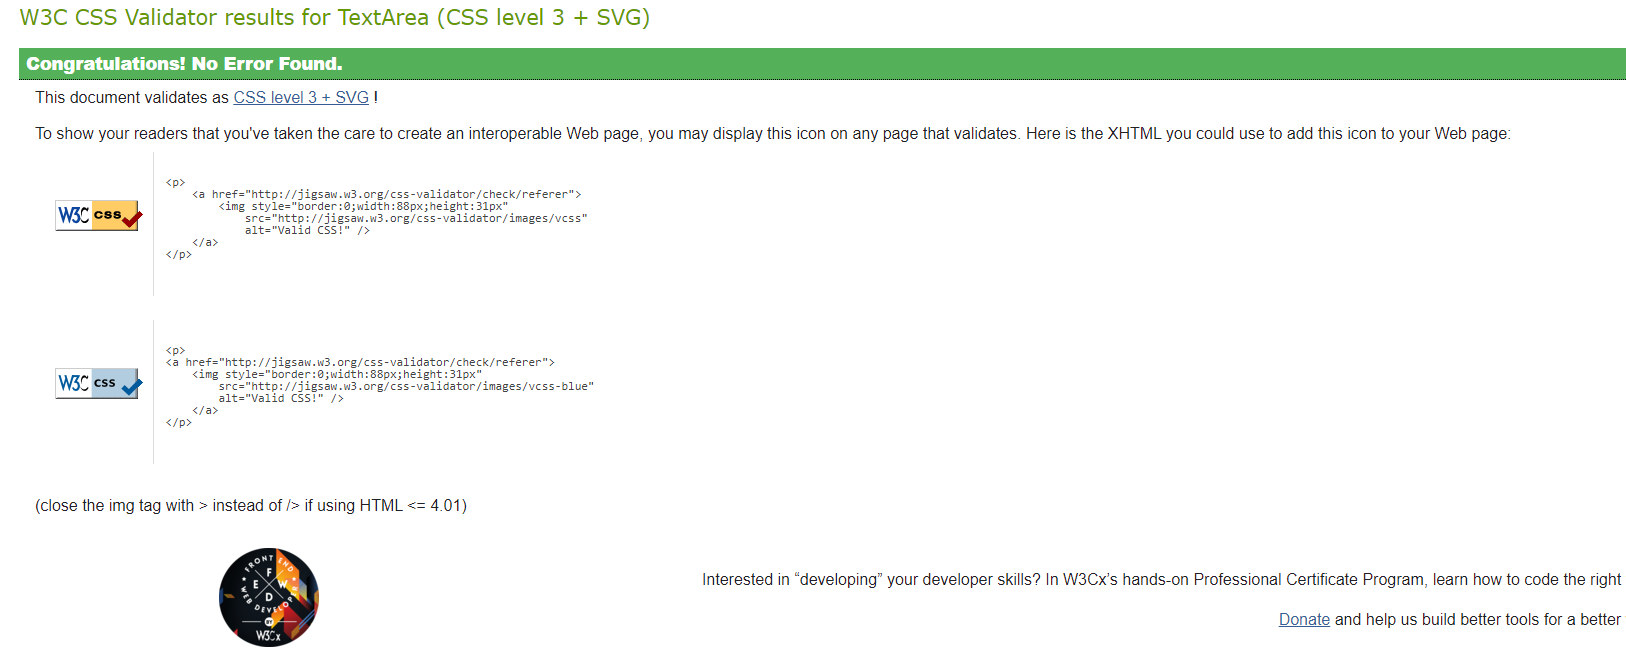 W3C CSS Validator results for TextArea (CSS level 3 + SVG)
Congratulations! No Error Found.
This document validates as CSS level 3 + SVG !
To show your readers that you've taken the care to create an interoperable Web page, you may display this icon on any page that validates. Here is the XHTML you could use to add this icon to your Web page:
W3C css
<p>
    <a href="http://jigsaw.w3.org/css-validator/check/referer">
        <img style="border:0;width:88px;height:31px"
            src="http://jigsaw.w3.org/css-validator/images/vcss"
            alt="Valid CSS!" />
    </a>
</p>
W3C css
<p>
<a href="http://jigsaw.w3.org/css-validator/check/referer">
    <img style="border:0;width:88px;height:31px"
        src="http://jigsaw.w3.org/css-validator/images/vcss-blue"
        alt="Valid CSS!" />
    </a>
</p>
(close the img tag with > instead of /> if using HTML <= 4.01)
FRONT END
F
E W
D
WEB DEVELOPER
BY
W3Cx
Interested in “developing” your developer skills? In W3Cx’s hands-on Professional Certificate Program, learn how to code the right
Donate and help us build better tools for a better